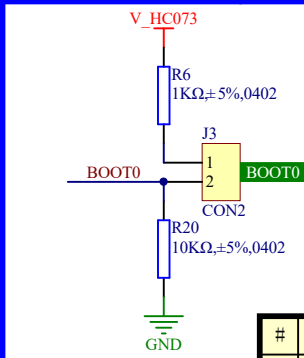 V_HC073
R6
1KΩ,±5%,0402
J3
1
BOOT0
2
BOOT0
CON2
R20
10KΩ,±5%,0402
GND
#